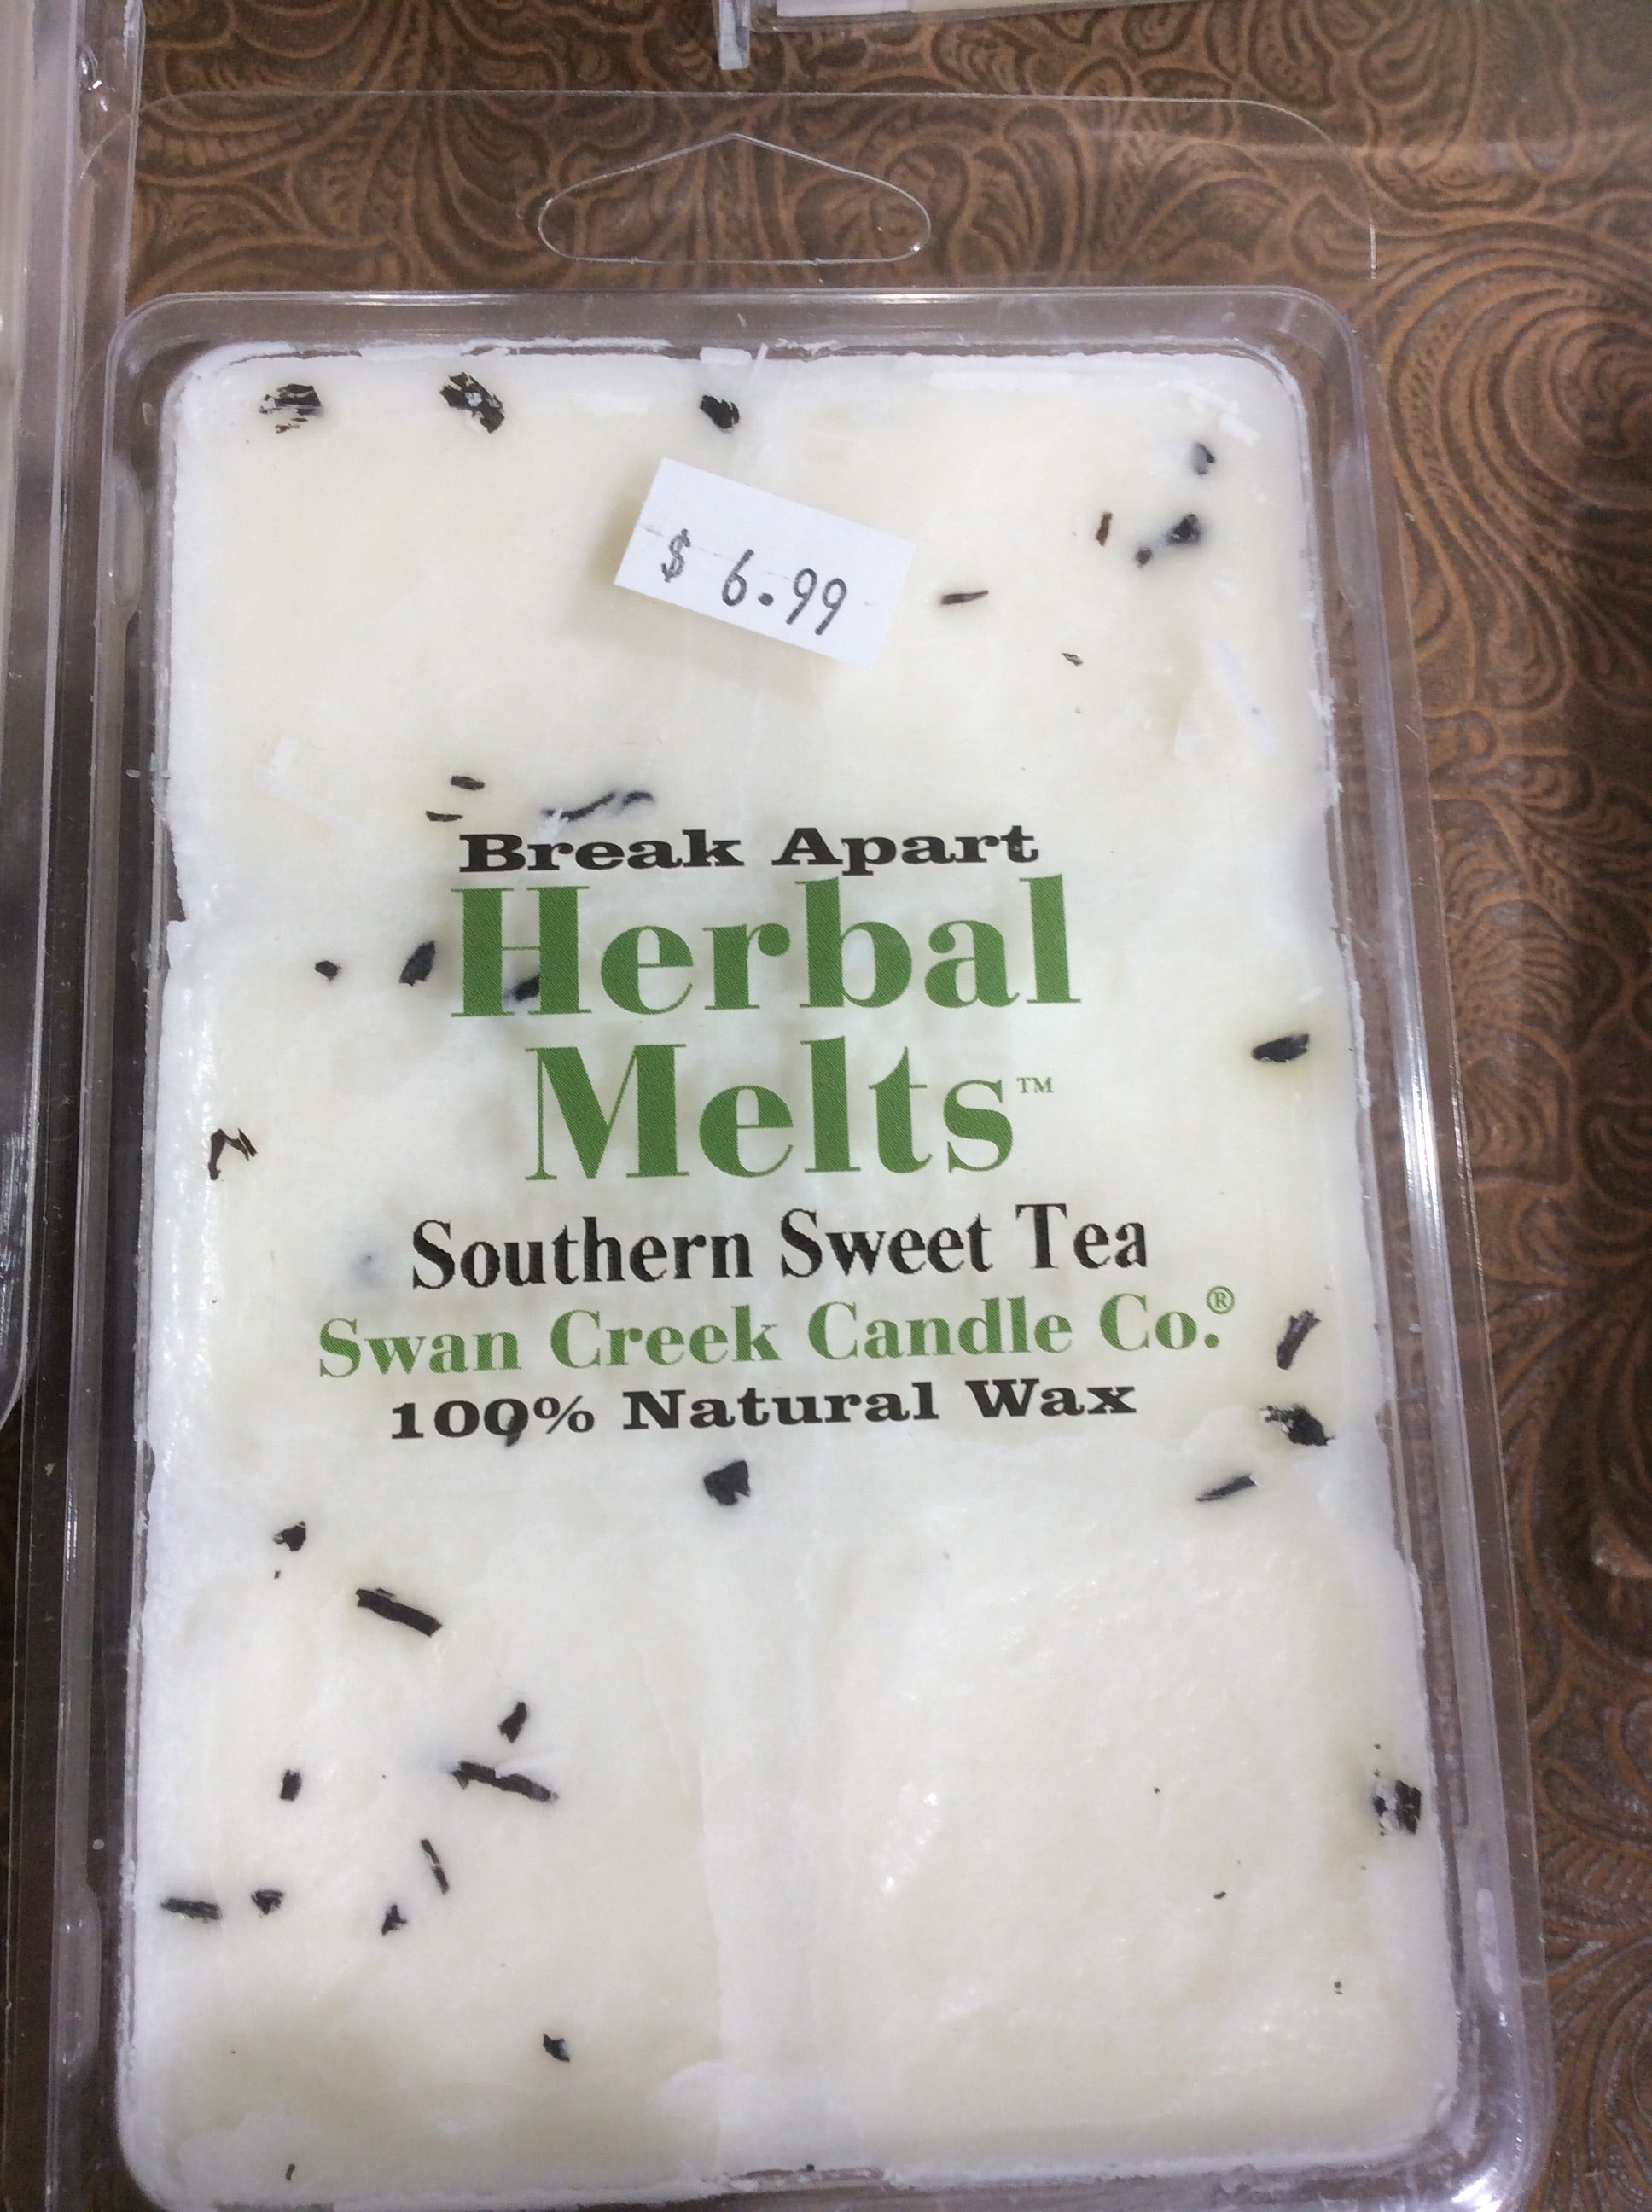 $ 6.99
Break Apart
Herbal
Melts™
Southern Sweet Tea
Swan Creek Candle Co.®
100% Natural Wax